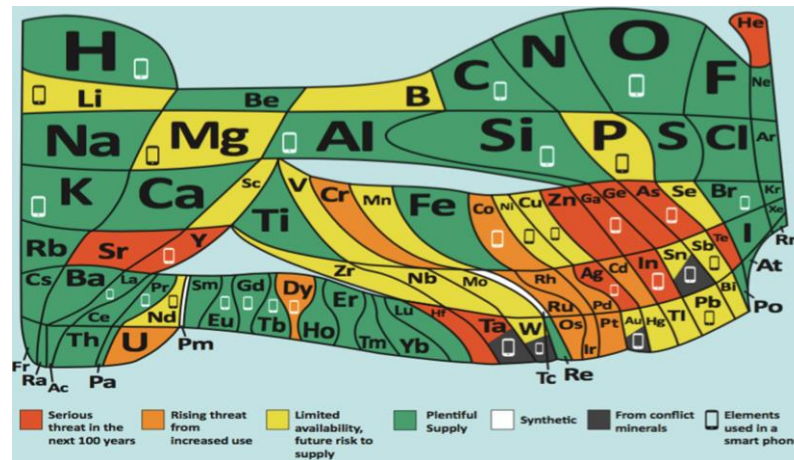 H
He
Li Be B C N O F Ne
Na Mg Al Si P S Cl Ar
K Ca Sc Ti V Cr Mn Fe Co Ni Cu Zn Ga Ge As Se Br Kr
Rb Sr Y Zr Nb Mo Tc Ru Rh Pd Ag Cd In Sn Sb Te I Xe
Cs Ba La Ce Pr Nd Pm Sm Eu Gd Tb Dy Ho Er Tm Yb Lu Hf Ta W Re Os Ir Pt Au Hg Tl Pb Bi Po At Rn
Fr Ra Ac Th Pa U
Serious
threat in the
next 100 years
Rising threat
from
increased use
Limited
availability,
future risk to
supply
Plentiful
Supply
Synthetic
From conflict
minerals
Elements
used in a
smart phon